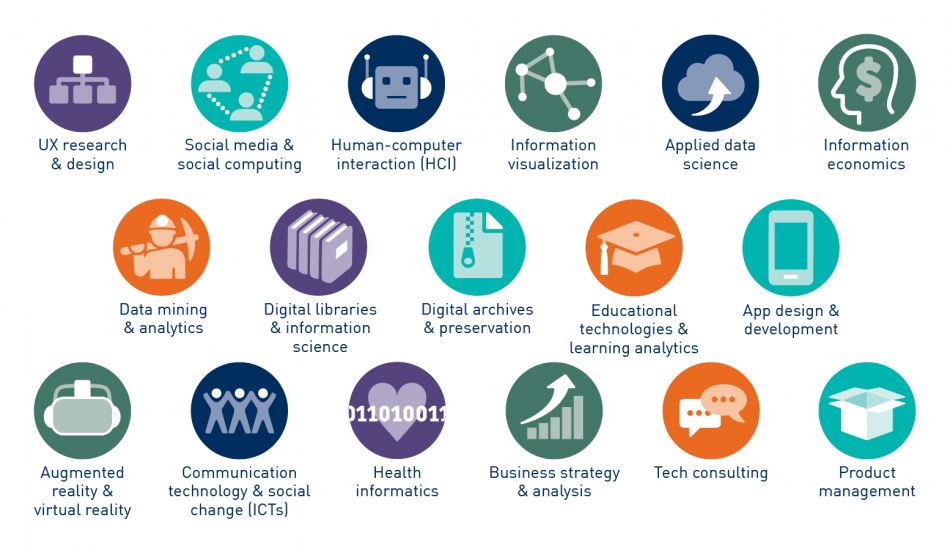 UX research
& design
Social media &
social computing
Human-computer
interaction (HCI)
Information
visualization
Applied data
science
Information
economics
$
Data mining
& analytics
Digital libraries
& information
science
Digital archives
& preservation
Educational
technologies &
learning analytics
App design &
development
011010011
Augmented
reality &
virtual reality
Communication
technology & social
change (ICTs)
Health
informatics
Business strategy
& analysis
Tech consulting
Product
management